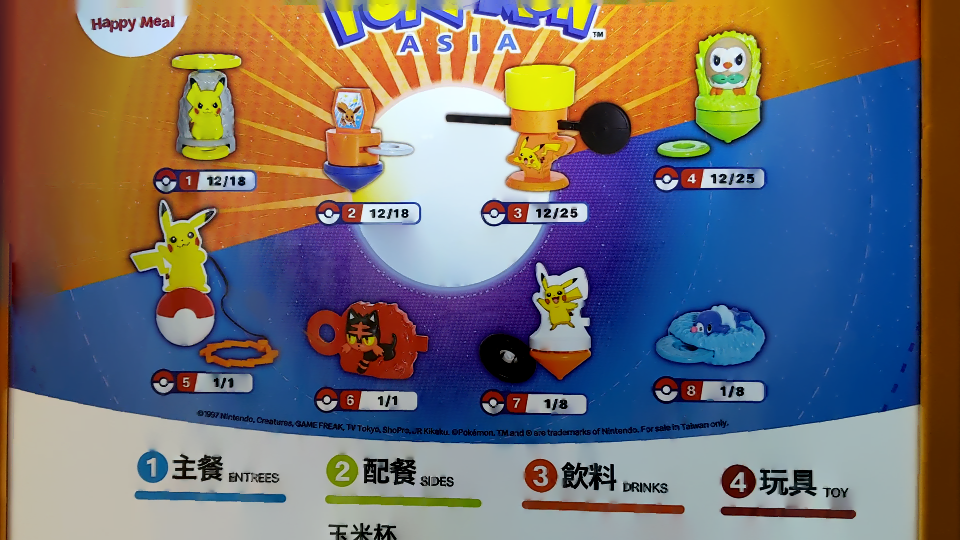 Happy Meal
POKÉMON
™
ASIA
1 12/18
2 12/18
3 12/25
4 12/25
5 1/1
6 1/1
7 1/8
8 1/8
©1997 Nintendo, Creatures, GAME FREAK, TV Tokyo, ShoPro, JR Kikaku. ©Pokémon. TM and ® are trademarks of Nintendo. For sale in Taiwan only.
1 主餐 ENTREES
2 配餐 SIDES
3 飲料 DRINKS
4 玩具 TOY
玉米杯